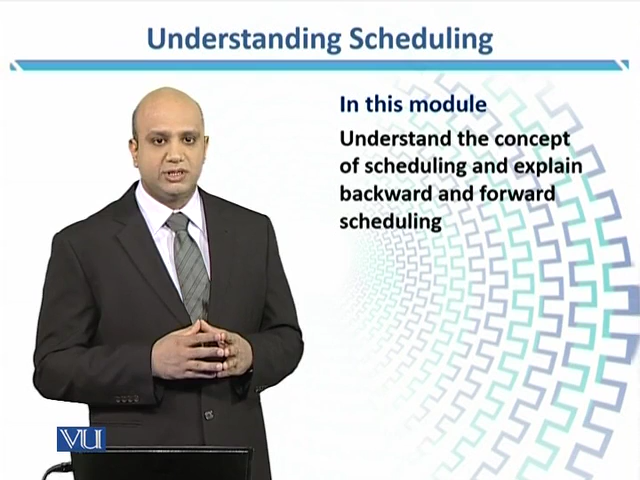 Understanding Scheduling
In this module
Understand the concept
of scheduling and explain
backward and forward
scheduling
VU